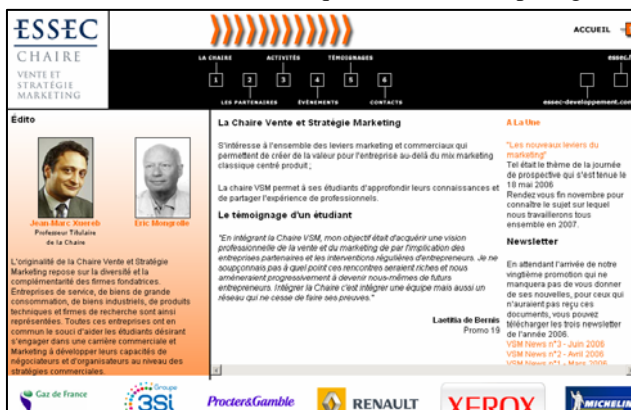 ESSEC
CHAIRE
VENTE ET
STRATÉGIE
MARKETING
ACCUEIL
LA CHAIRE ACTIVITÉS TÉMOIGNAGES
1 2 3 4 5 6
LES PARTENAIRES ÉVÉNEMENTS CONTACTS
essec-developpement.com
Édito
Jean-Marc Xuereb
Professeur Titulaire
de la Chaire
Eric Mongrolle
L'originalité de la Chaire Vente et Stratégie
Marketing repose sur la diversité et la
complémentarité des firmes fondatrices.
Entreprises de service, de biens de grande
consommation, de biens industriels, de produits
techniques et firmes de recherche sont ainsi
représentées. Toutes ces entreprises ont en
commun le souci d'aider les étudiants désirant
s'engager dans une carrière commerciale et
Marketing à développer leurs capacités de
négociateurs et d'organisateurs au niveau des
stratégies commerciales.
La Chaire Vente et Stratégie Marketing
S'intéresse à l'ensemble des leviers marketing et commerciaux qui
permettent de créer de la valeur pour l'entreprise au-delà du mix marketing
classique centré produit ;
La chaire VSM permet à ses étudiants d'approfondir leurs connaissances et
de partager l'expérience de professionnels.
Le témoignage d'un étudiant
"En intégrant la Chaire VSM, mon objectif était d'acquérir une vision
professionnelle de la vente et du marketing de par l'implication des
entreprises partenaires et les interventions régulières d'entrepreneurs. Je ne
soupçonnais pas à quel point ces rencontres seraient riches et nous
amèneraient progressivement à devenir nous-mêmes de futurs
entrepreneurs. Intégrer la Chaire c'est intégrer une équipe mais aussi un
réseau qui ne cesse de faire ses preuves."
Laetitia de Bernis
Promo 19
A La Une
"Les nouveaux leviers du
marketing"
Tel était le thème de la journée
de prospective qui s'est tenue le
18 mai 2006
Rendez vous fin novembre pour
connaître le sujet sur lequel
nous travaillerons tous
ensemble en 2007.
Newsletter
En attendant l'arrivée de notre
vingtième promotion qui ne
manquera pas de vous donner
de ses nouvelles, pour ceux qui
n'auraient pas reçu ces
documents, vous pouvez
télécharger les trois newsletter
de l'année 2006.
VSM News n°3 - Juin 2006
VSM News n°2 - Avril 2006
VSM News n°1 - Mars 2006
Gaz de France
Groupe
3Si
Procter&Gamble
RENAULT
XEROX
MICHELIN